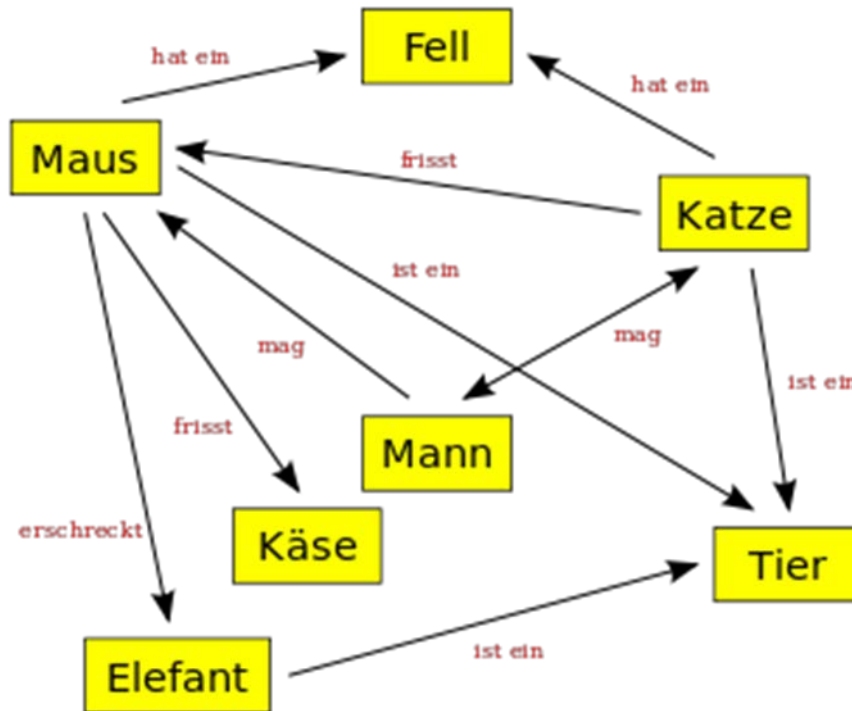 Fell
hat ein
hat ein
Maus
frisst
Katze
ist ein
mag
mag
ist ein
frisst
Mann
erschreckt
Käse
Tier
ist ein
Elefant